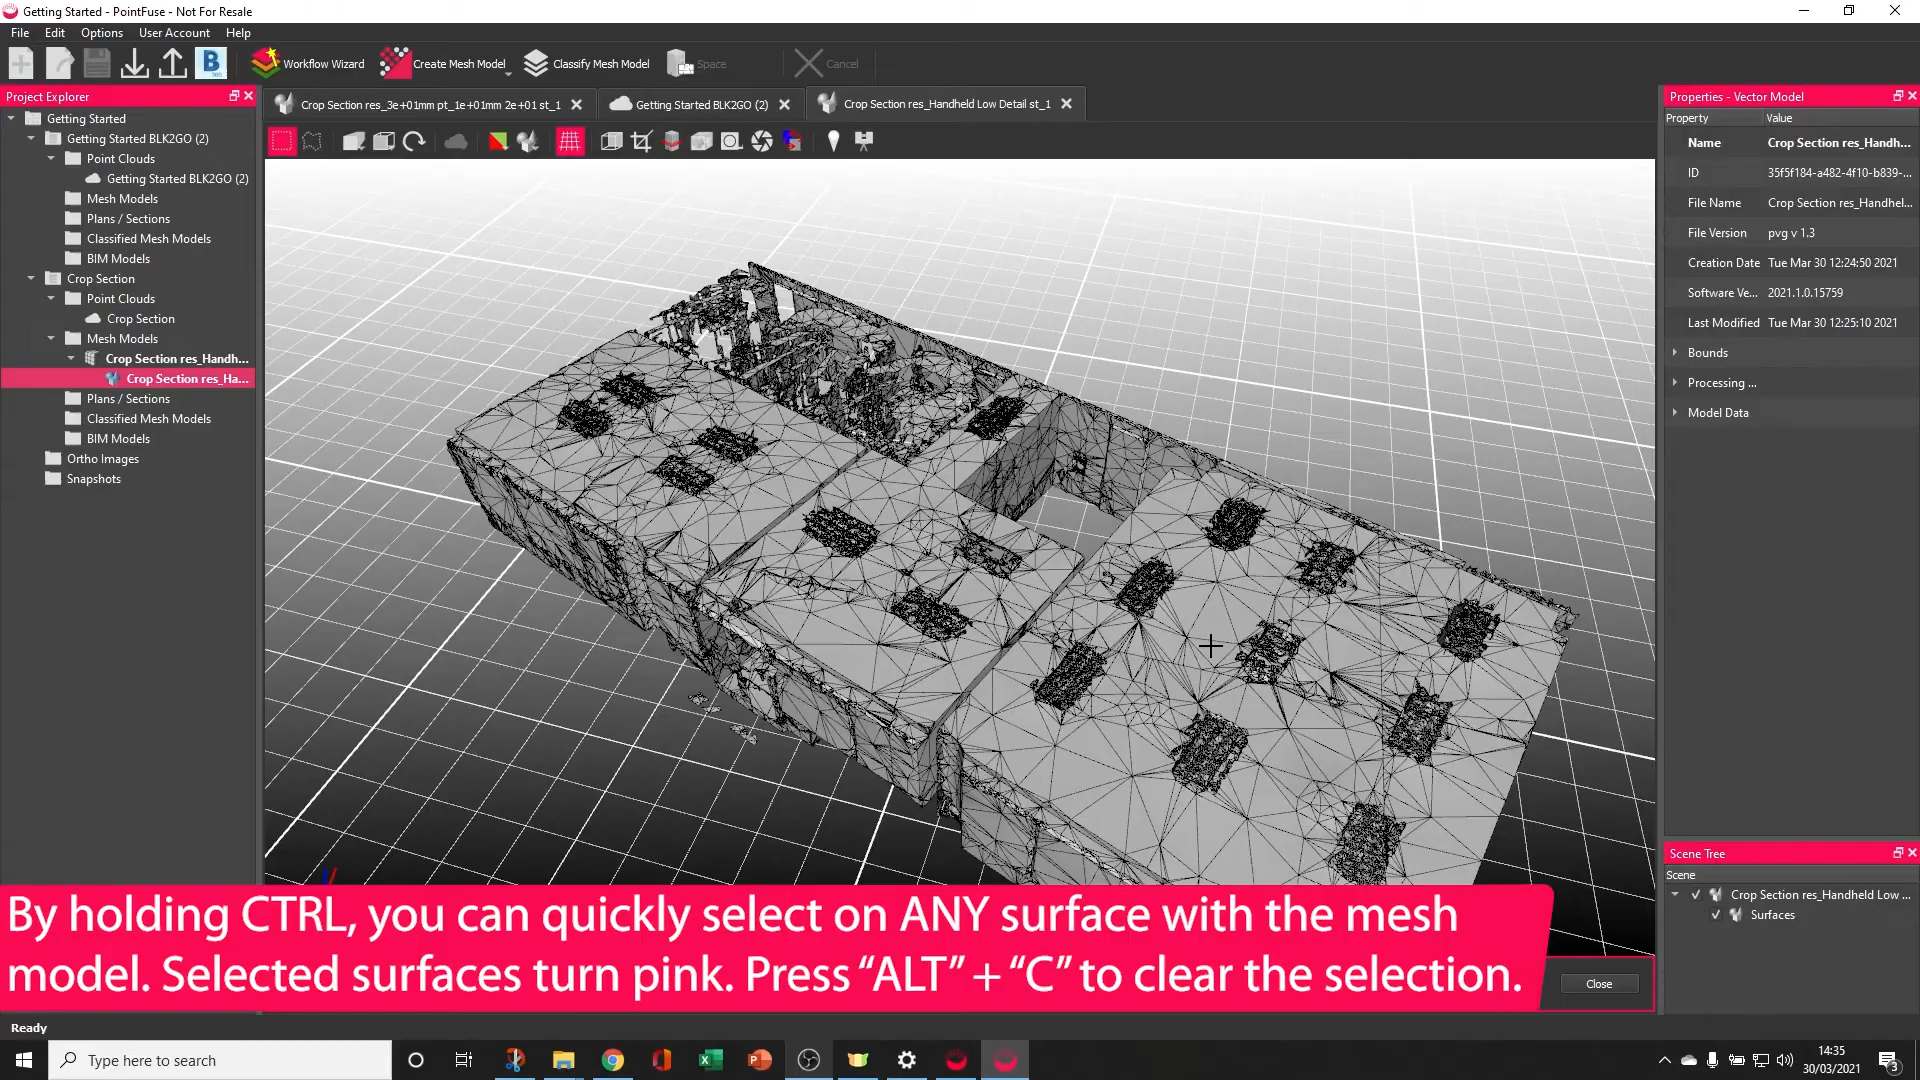 Getting Started - PointFuse - Not For Resale
File Edit Options User Account Help
B
360
Workflow Wizard
Create Mesh Model
Classify Mesh Model
Space
Cancel
Project Explorer
Getting Started
Getting Started BLK2GO (2)
Point Clouds
Getting Started BLK2GO (2)
Mesh Models
Plans / Sections
Classified Mesh Models
BIM Models
Crop Section
Point Clouds
Crop Section
Mesh Models
Crop Section res_Handh...
Crop Section res_Ha...
Plans / Sections
Classified Mesh Models
BIM Models
Ortho Images
Snapshots
Crop Section res_3e+01mm pt_1e+01mm 2e+01 st_1
Getting Started BLK2GO (2)
Crop Section res_Handheld Low Detail st_1
Properties - Vector Model
Property Value
Name Crop Section res_Handh...
ID 35f5f184-a482-4f10-b839-...
File Name Crop Section res_Handhel...
File Version pvg v 1.3
Creation Date Tue Mar 30 12:24:50 2021
Software Ve... 2021.1.0.15759
Last Modified Tue Mar 30 12:25:10 2021
Bounds
Processing ...
Model Data
Scene Tree
Scene
Crop Section res_Handheld Low ...
Surfaces
By holding CTRL, you can quickly select on ANY surface with the mesh
model. Selected surfaces turn pink. Press “ALT” + “C” to clear the selection.
Close
Ready
Type here to search
14:35
30/03/2021
3